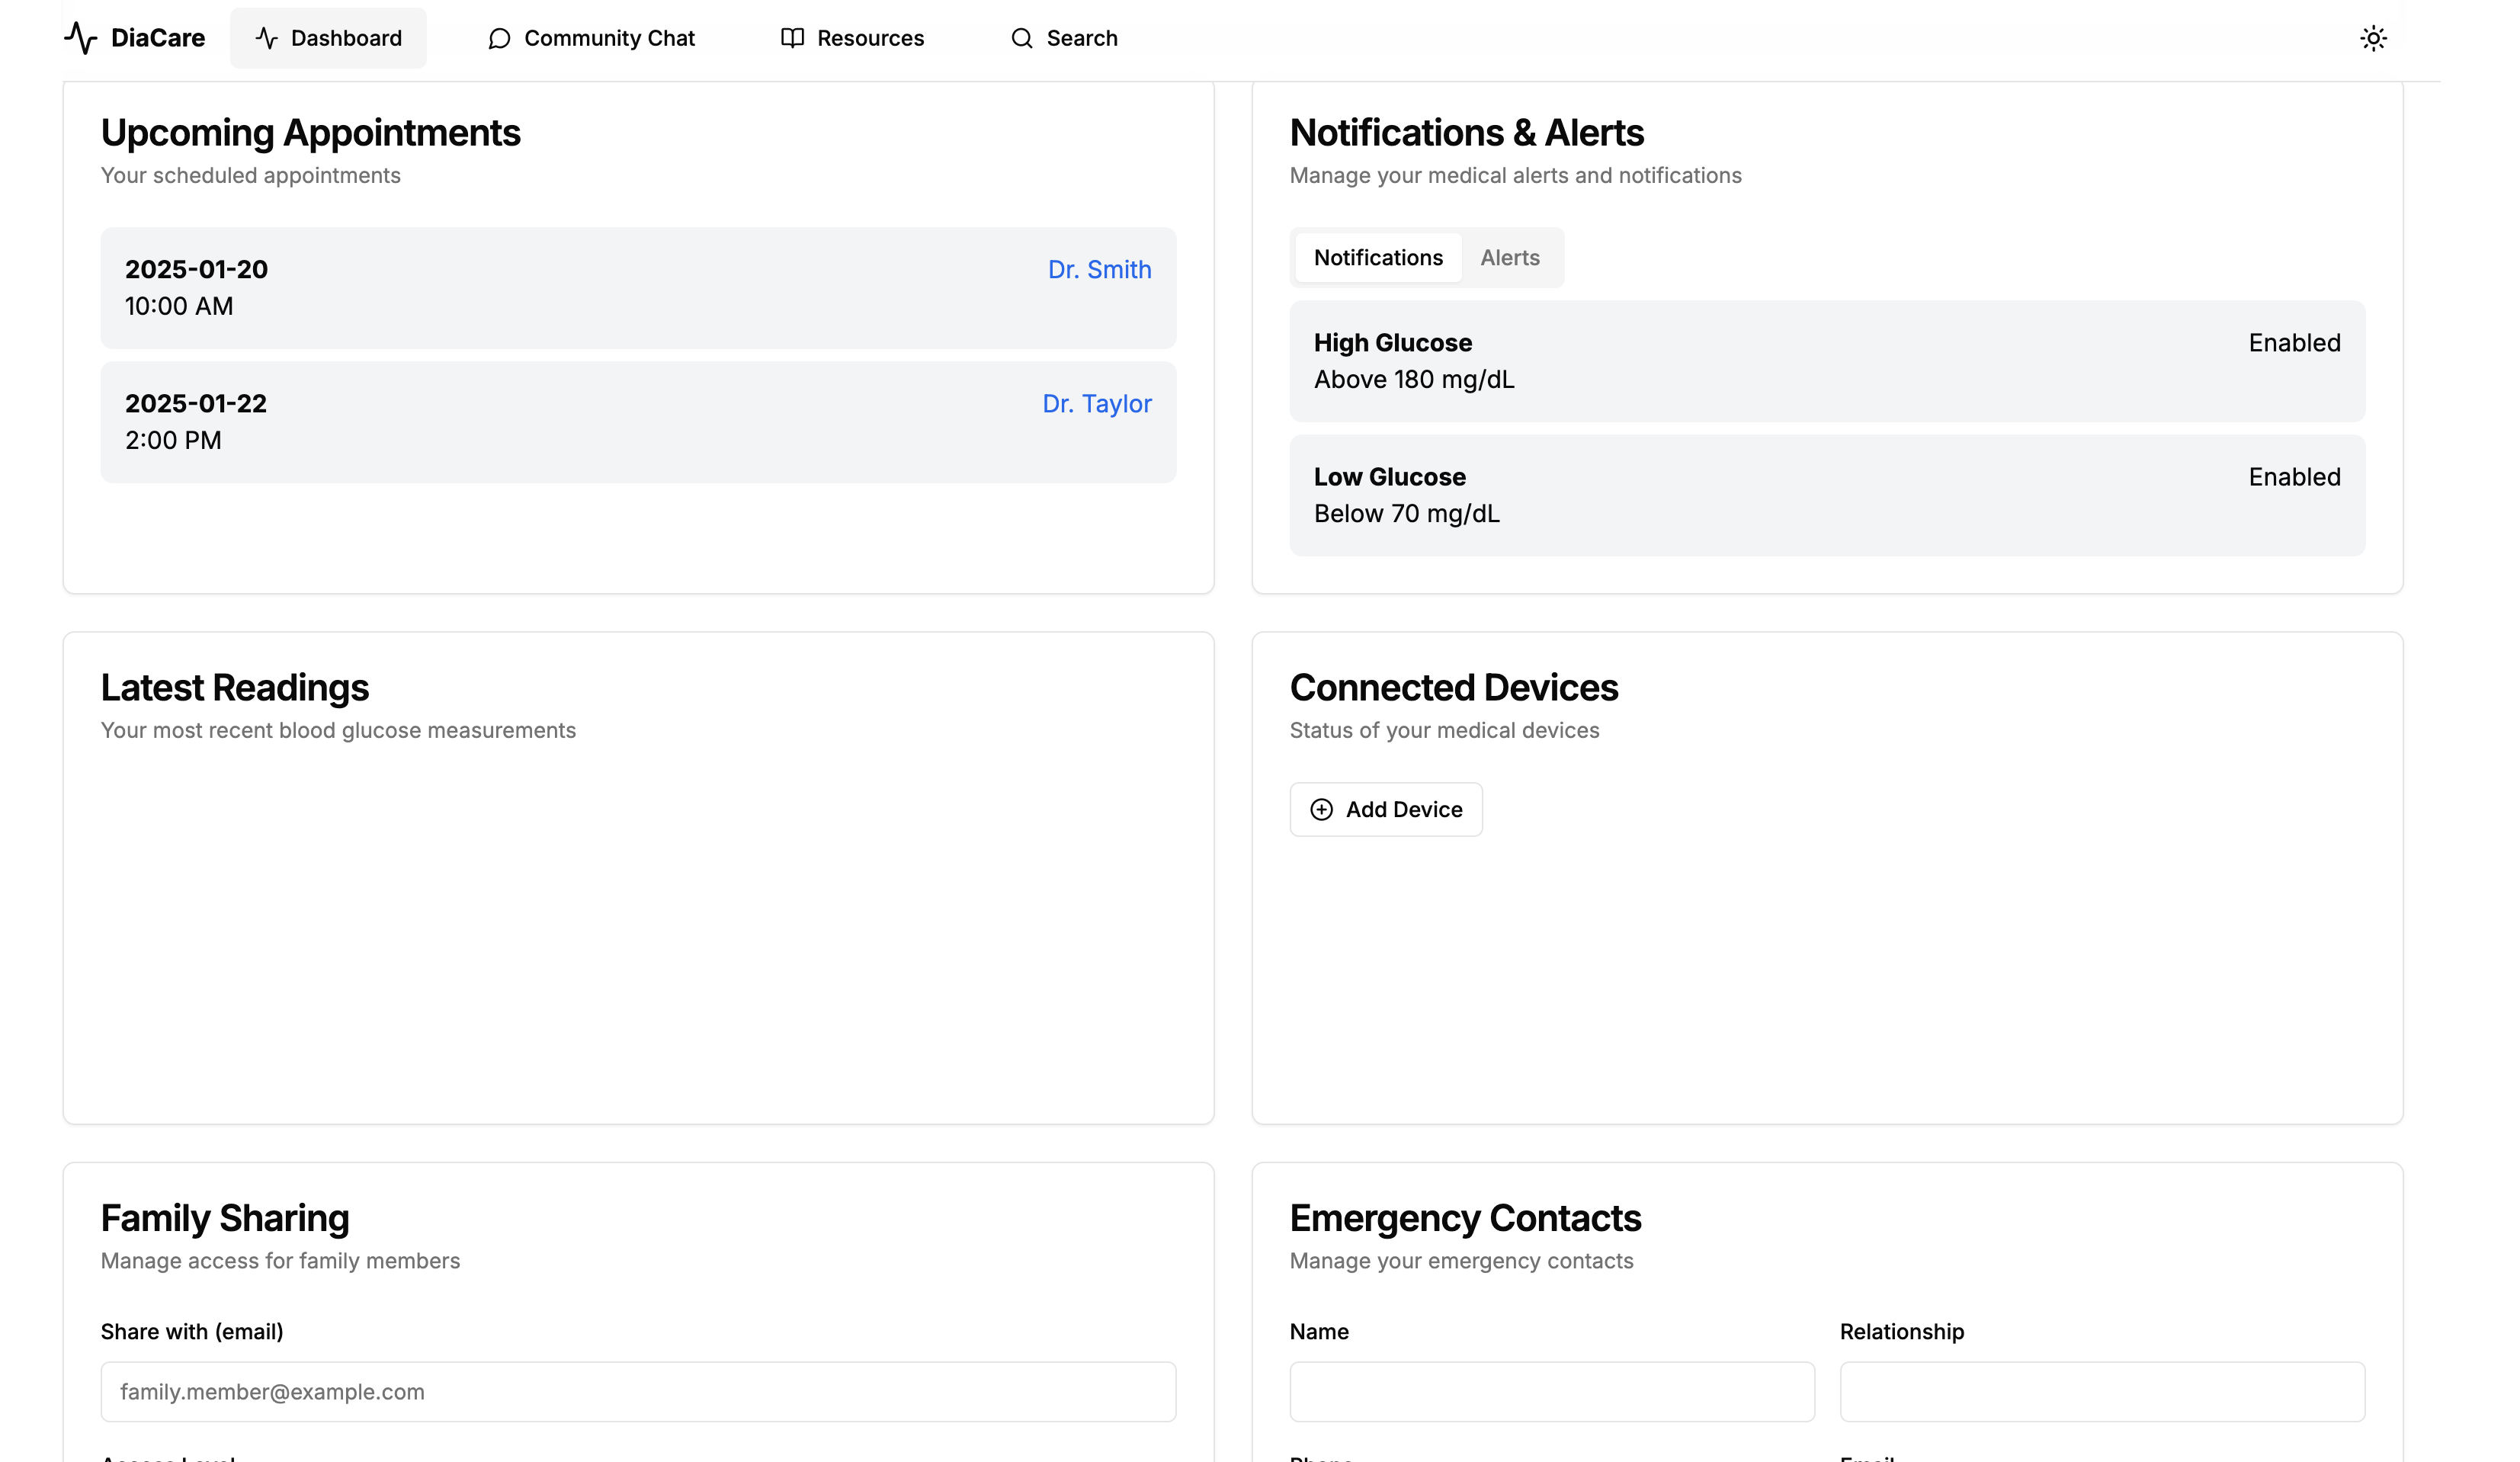 DiaCare
Dashboard
Community Chat
Resources
Search
Upcoming Appointments
Your scheduled appointments
2025-01-20
Dr. Smith
10:00 AM
2025-01-22
Dr. Taylor
2:00 PM
Notifications & Alerts
Manage your medical alerts and notifications
Notifications
Alerts
High Glucose
Enabled
Above 180 mg/dL
Low Glucose
Enabled
Below 70 mg/dL
Latest Readings
Your most recent blood glucose measurements
Connected Devices
Status of your medical devices
Add Device
Family Sharing
Manage access for family members
Share with (email)
family.member@example.com
Access Level
Emergency Contacts
Manage your emergency contacts
Name
Relationship
Phone
Email